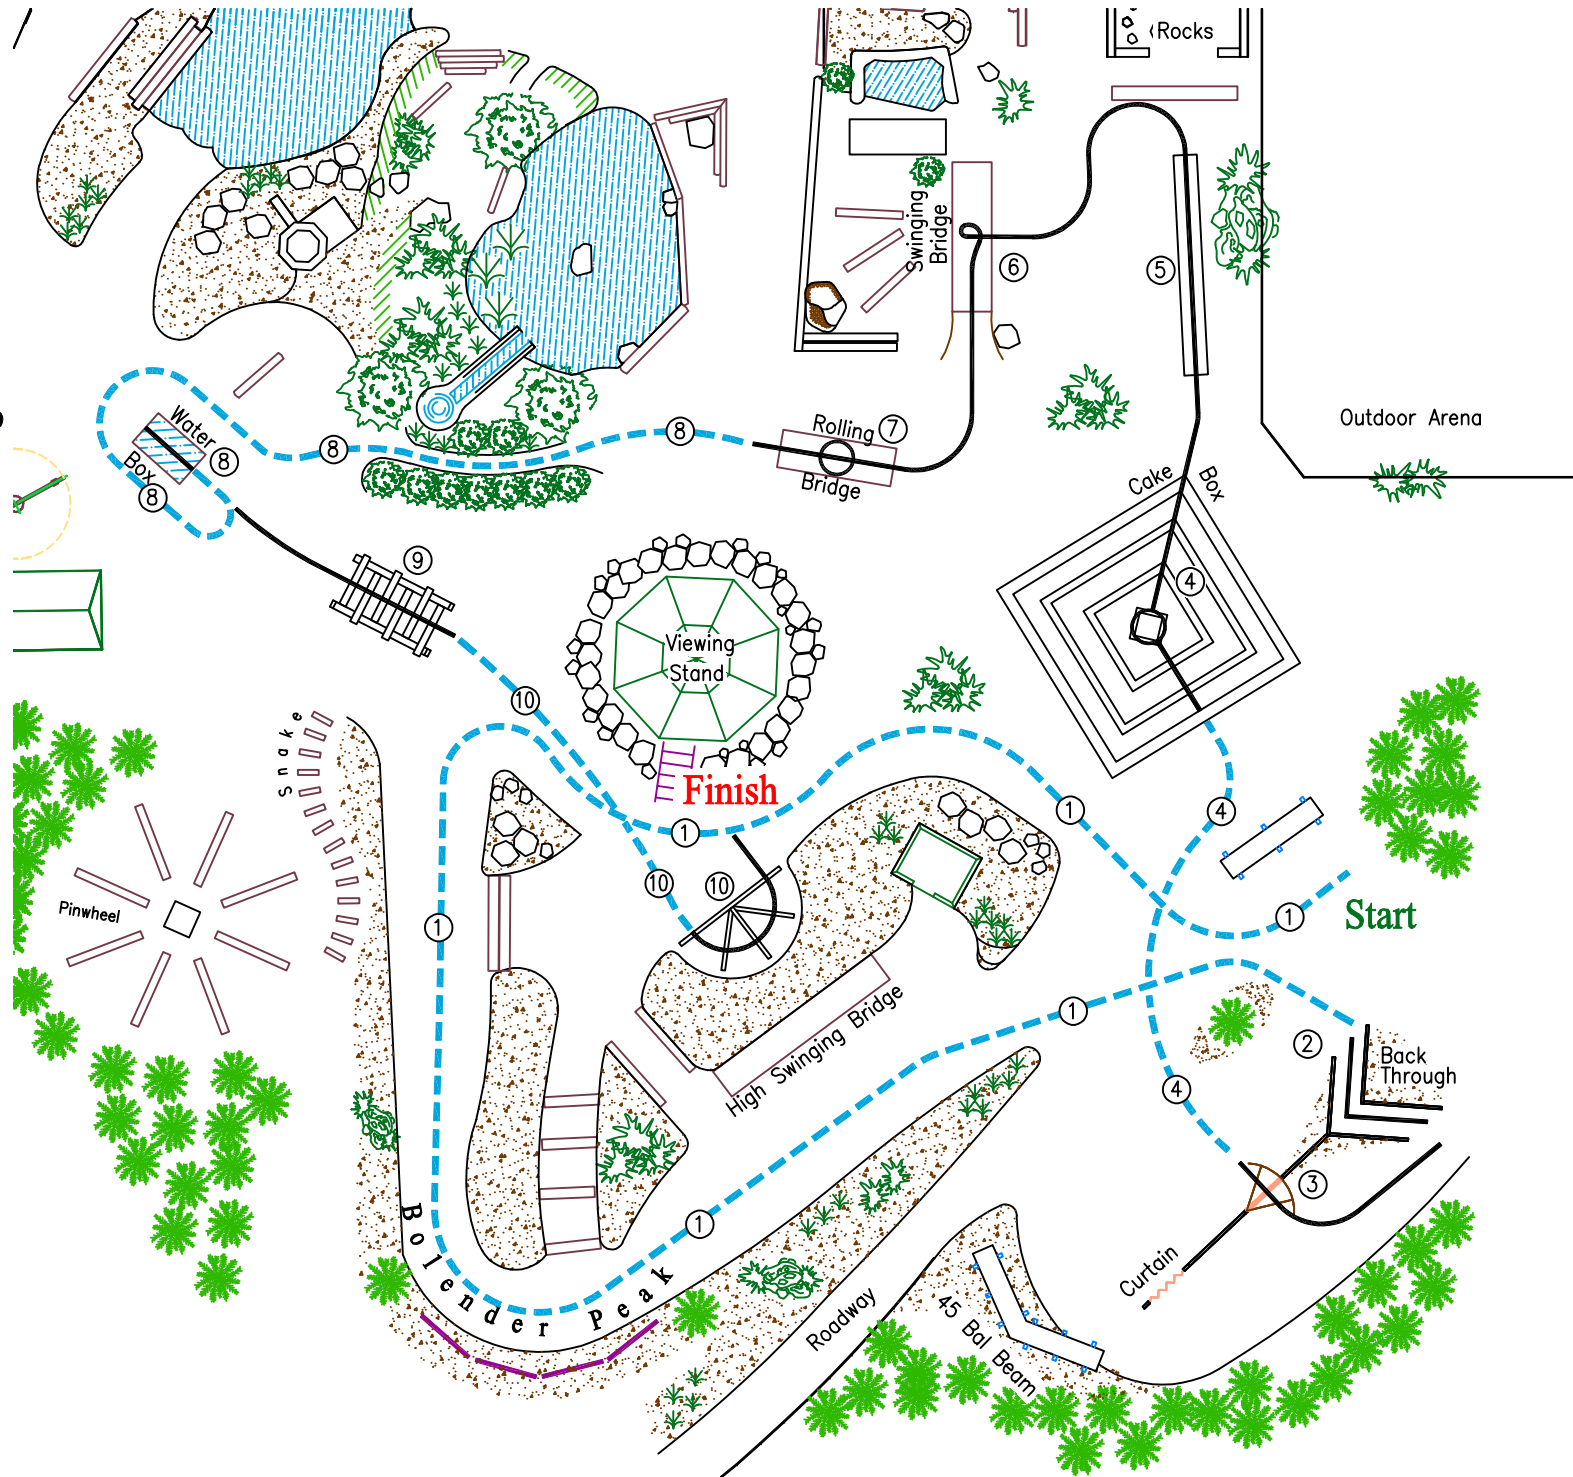 Rocks
Swinging
Bridge
6
5
Outdoor Arena
Water
Box
8
8
8
8
Rolling
7
Bridge
Cake
Box
4
9
Viewing
Stand
10
Finish
1
1
4
Snake
10
10
Pinwheel
1
1
Start
High Swinging Bridge
1
2
Back
Through
4
3
1
Bolender Peak
Curtain
Roadway
45 Bal Beam